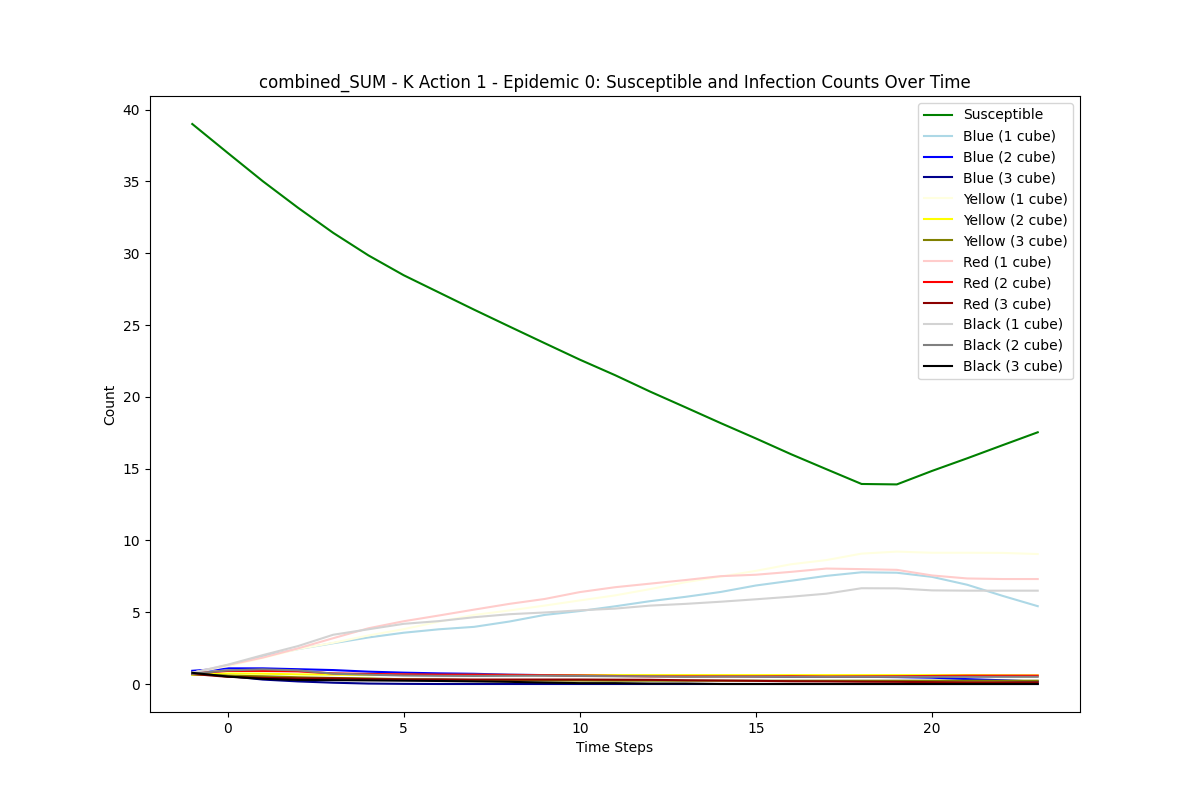 combined_SUM - K Action 1 - Epidemic 0: Susceptible and Infection Counts Over Time
40
35
30
25
20
15
10
5
0
Count
Susceptible
Blue (1 cube)
Blue (2 cube)
Blue (3 cube)
Yellow (1 cube)
Yellow (2 cube)
Yellow (3 cube)
Red (1 cube)
Red (2 cube)
Red (3 cube)
Black (1 cube)
Black (2 cube)
Black (3 cube)
0 5 10 15 20
Time Steps